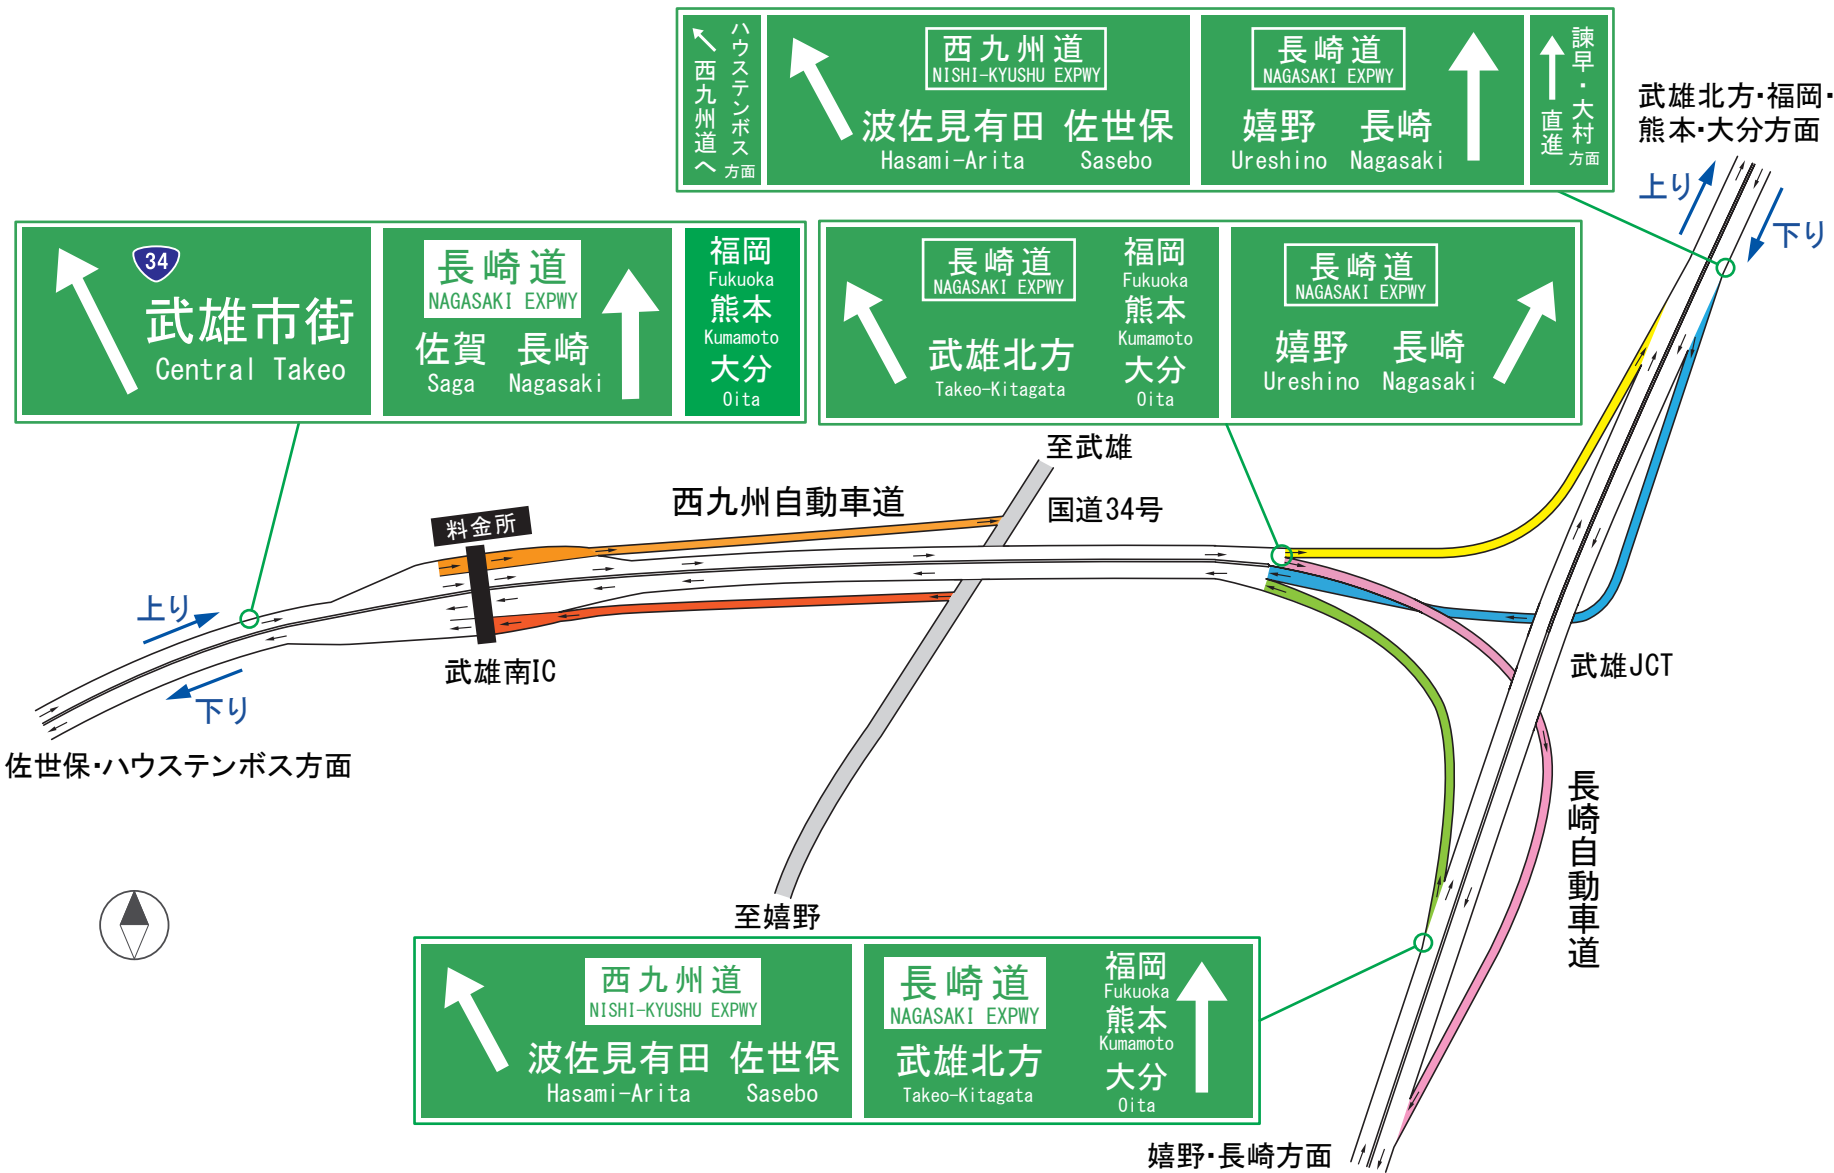 ハウステンボス方面
西九州道へ
西九州道
NISHI-KYUSHU EXPWY
波佐見有田 佐世保
Hasami-Arita Sasebo
長崎道
NAGASAKI EXPWY
嬉野 長崎
Ureshino Nagasaki
諫早・大村方面
直進
武雄北方・福岡・
熊本・大分方面
上り
下り
34
武雄市街
Central Takeo
長崎道
NAGASAKI EXPWY
佐賀 長崎
Saga Nagasaki
福岡
Fukuoka
熊本
Kumamoto
大分
Oita
長崎道
NAGASAKI EXPWY
武雄北方
Takeo-Kitagata
福岡
Fukuoka
熊本
Kumamoto
大分
Oita
長崎道
NAGASAKI EXPWY
嬉野 長崎
Ureshino Nagasaki
至武雄
西九州自動車道
国道34号
料金所
上り
武雄南IC
武雄JCT
下り
佐世保・ハウステンボス方面
長崎自動車道
至嬉野
西九州道
NISHI-KYUSHU EXPWY
波佐見有田 佐世保
Hasami-Arita Sasebo
長崎道
NAGASAKI EXPWY
武雄北方
Takeo-Kitagata
福岡
Fukuoka
熊本
Kumamoto
大分
Oita
嬉野・長崎方面